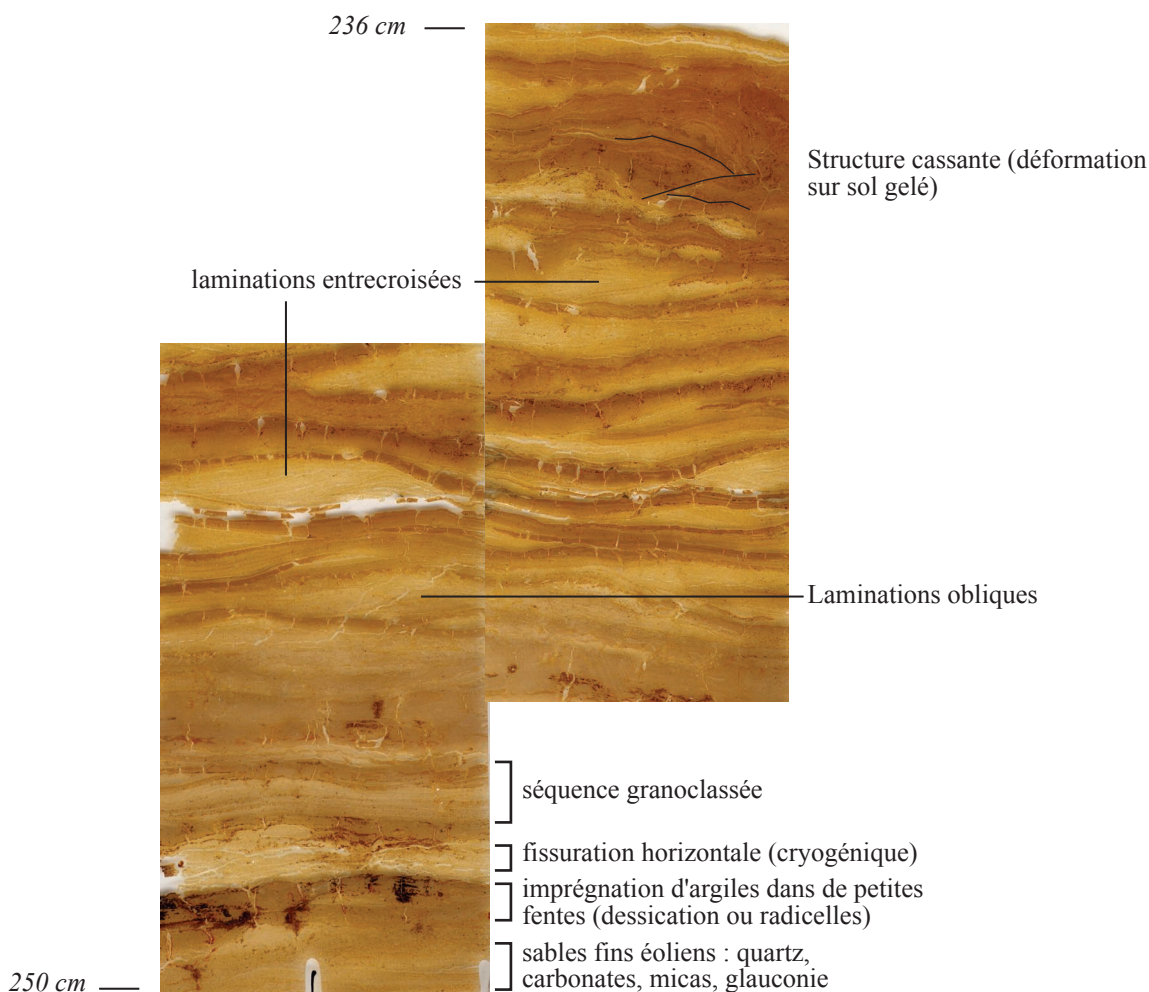 236 cm
Structure cassante (déformation
sur sol gelé)
laminations entrecroisées
Laminations obliques
séquence granoclassée
fissuration horizontale (cryogénique)
imprégnation d'argiles dans de petites
fentes (dessication ou radicelles)
sables fins éoliens : quartz,
carbonates, micas, glauconie
250 cm